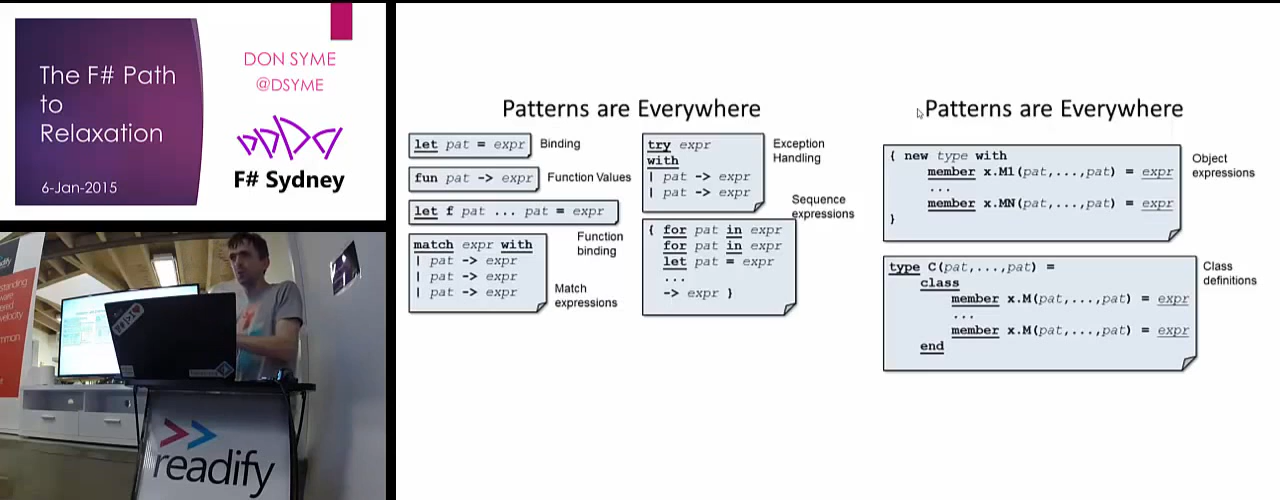 The F# Path
to
Relaxation
6-Jan-2015
DON SYME
@DSYME
F# Sydney
readify
Patterns are Everywhere
let pat = expr
Binding
fun pat -> expr
Function Values
let f pat ... pat = expr
Function
binding
match expr with
| pat -> expr
| pat -> expr
| pat -> expr
Match
expressions
try expr
with
| pat -> expr
| pat -> expr
Exception
Handling
Sequence
expressions
{ for pat in expr
for pat in expr
let pat = expr
...
-> expr }
Patterns are Everywhere
{ new type with
member x.M1(pat,...,pat) = expr
...
member x.MN(pat,...,pat) = expr
}
Object
expressions
type C(pat,...,pat) =
class
member x.M(pat,...,pat) = expr
...
member x.M(pat,...,pat) = expr
end
Class
definitions